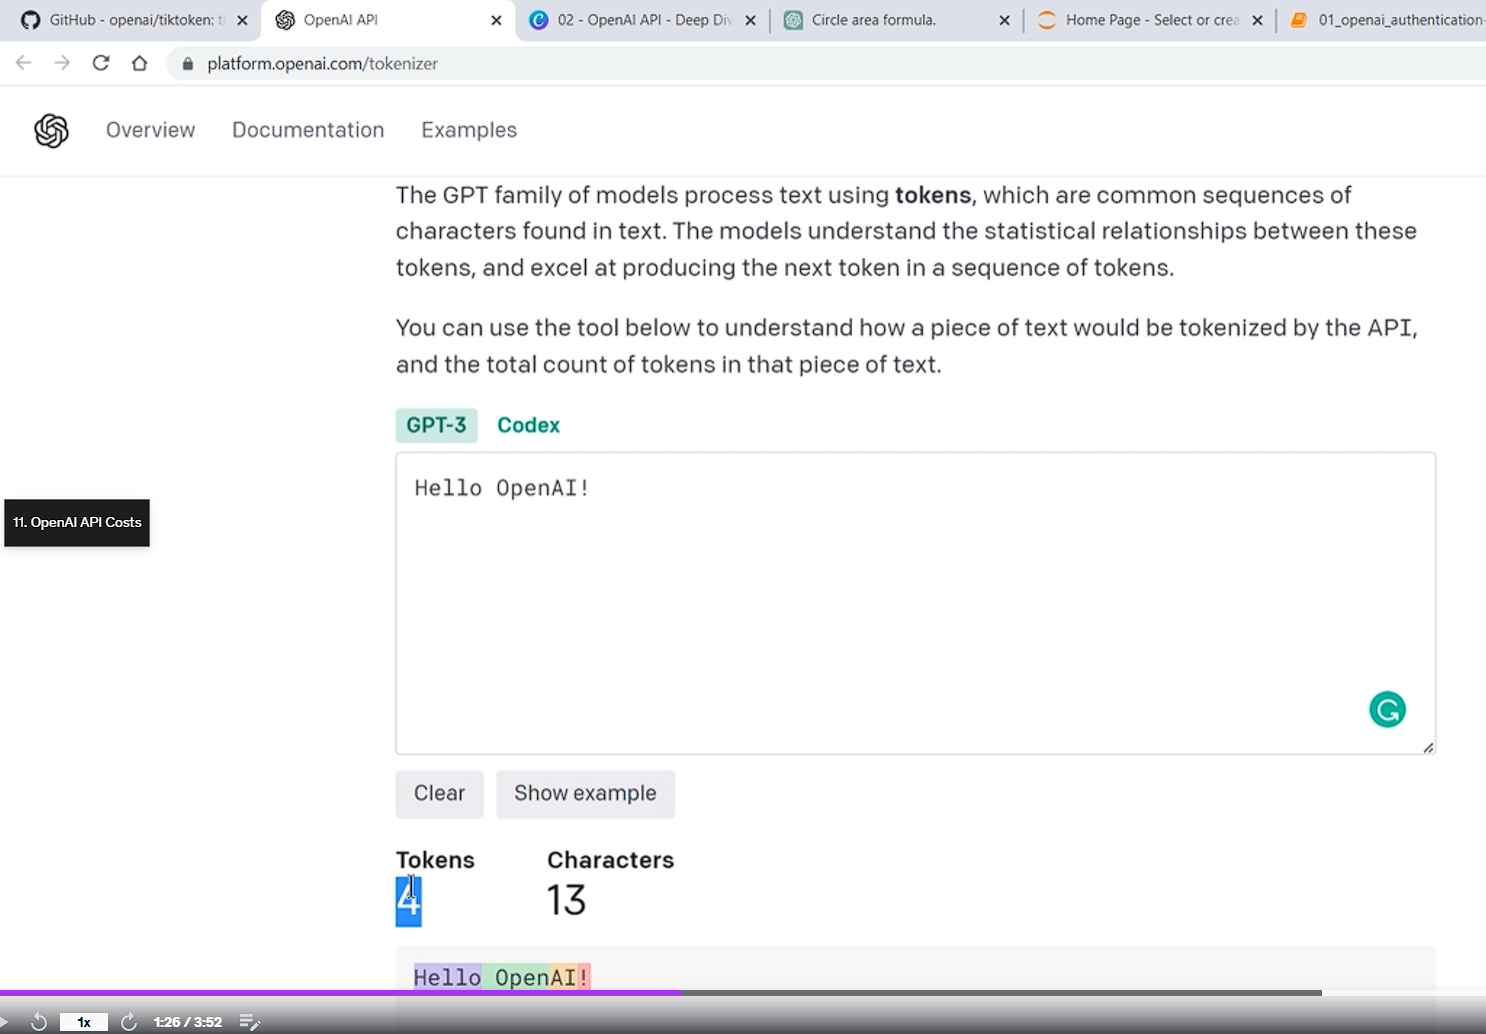 GitHub - openai/tiktoken: ti
OpenAI API
02 - OpenAI API - Deep Div
Circle area formula.
Home Page - Select or crea
01_openai_authentication-
platform.openai.com/tokenizer
Overview
Documentation
Examples
The GPT family of models process text using tokens, which are common sequences of
characters found in text. The models understand the statistical relationships between these
tokens, and excel at producing the next token in a sequence of tokens.
You can use the tool below to understand how a piece of text would be tokenized by the API,
and the total count of tokens in that piece of text.
GPT-3
Codex
Hello OpenAI!
11. OpenAI API Costs
Clear
Show example
Tokens
Characters
4
13
Hello OpenAI!
1x
1:26 / 3:52